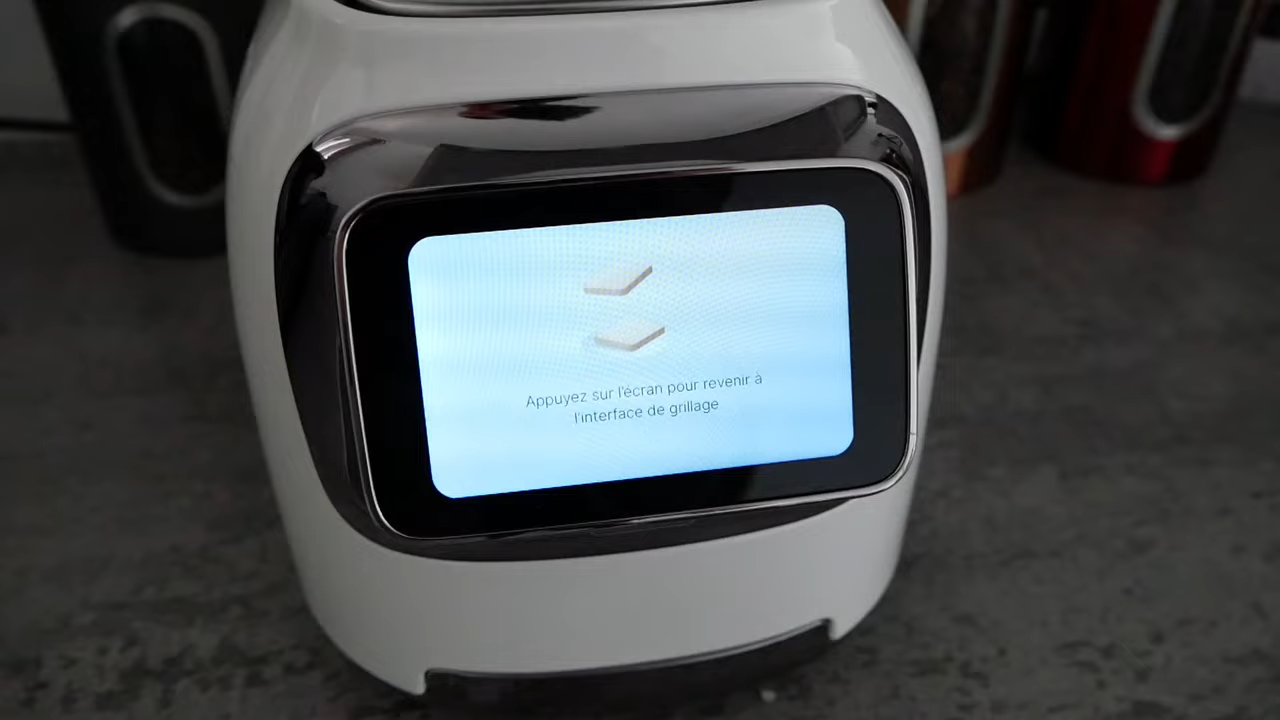 Appuyez sur l'écran pour revenir à
l'interface de grillage